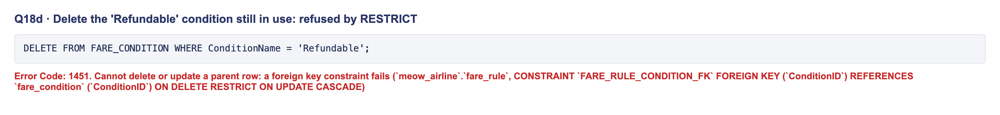 Q18d · Delete the 'Refundable' condition still in use: refused by RESTRICT
DELETE FROM FARE_CONDITION WHERE ConditionName = 'Refundable';
Error Code: 1451. Cannot delete or update a parent row: a foreign key constraint fails (`meow_airline`.`fare_rule`, CONSTRAINT `FARE_RULE_CONDITION_FK` FOREIGN KEY (`ConditionID`) REFERENCES
`fare_condition` (`ConditionID`) ON DELETE RESTRICT ON UPDATE CASCADE)